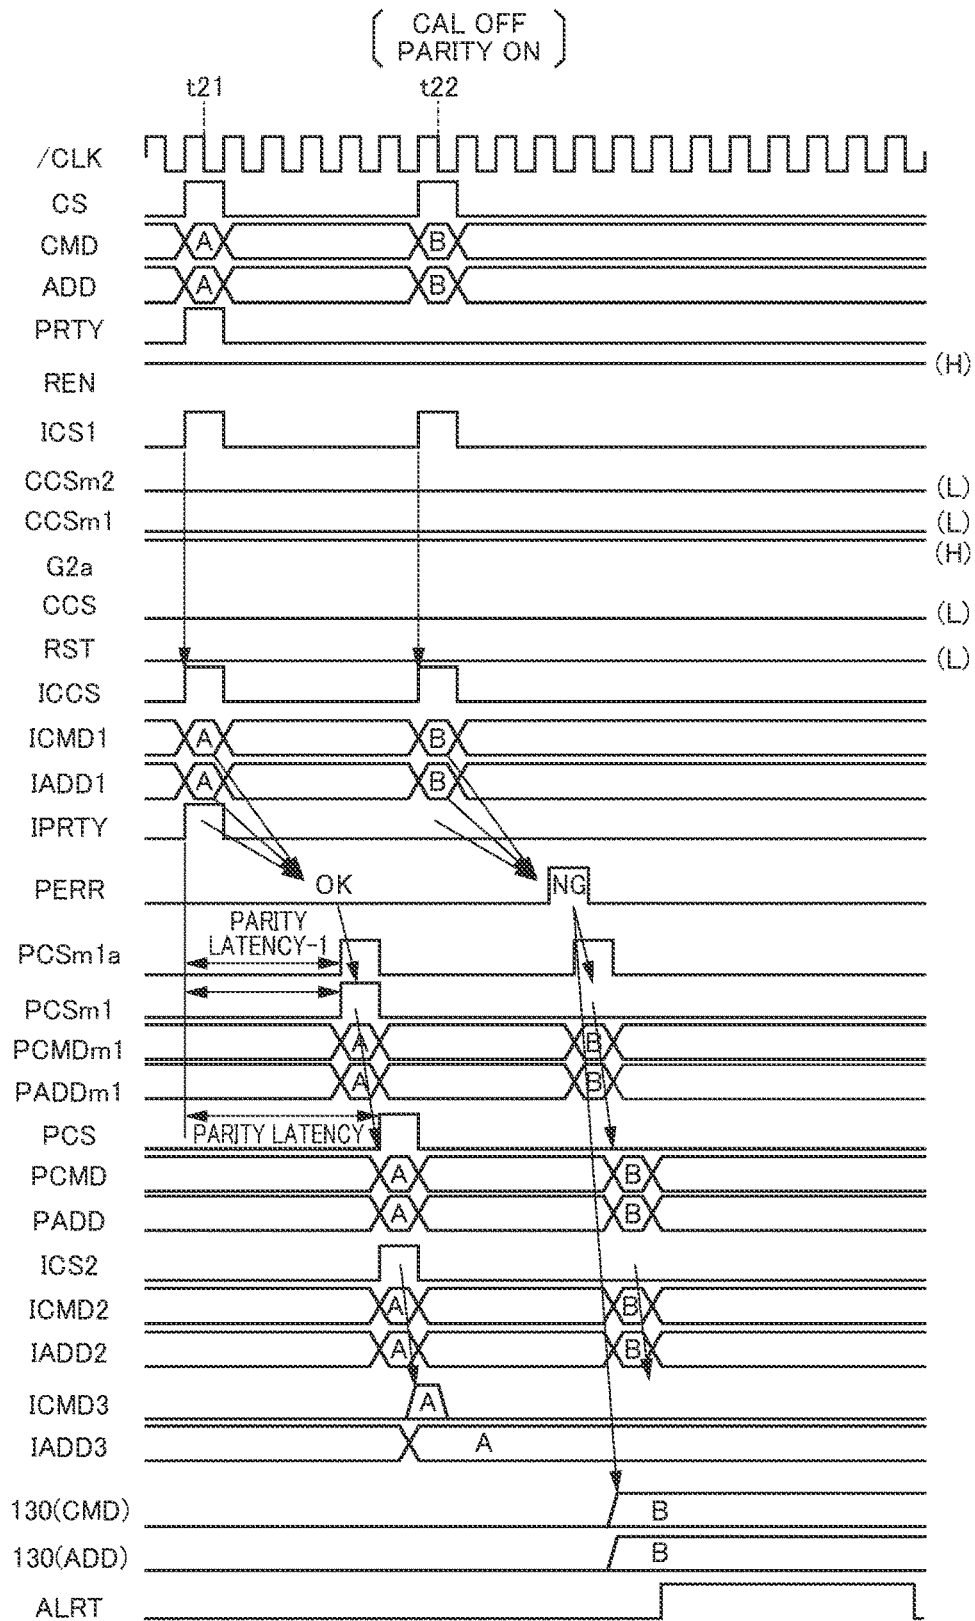 CAL OFF
PARITY ON
t21 t22
/CLK
CS
CMD A B
ADD A B
PRTY
REN (H)
ICS1
CCSm2 (L)
CCSm1 (L)
G2a (H)
CCS (L)
RST (L)
ICCS
ICMD1 A B
IADD1 A B
IPRTY
PERR OK NG
PARITY
LATENCY-1
PCSm1a
PCSm1
PCMDm1 A B
PADDm1 A B
PCS PARITY LATENCY
PCMD A B
PADD A B
ICS2
ICMD2 A B
IADD2 A B
ICMD3 A
IADD3 A
130(CMD) B
130(ADD) B
ALRT